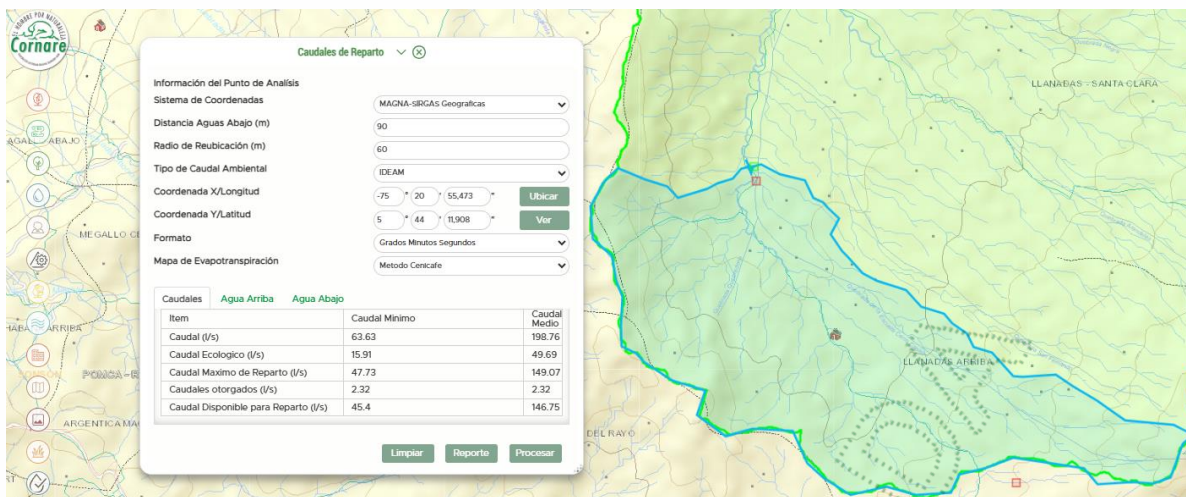 EL HOMBRE POR NATURALEZA
Cornare
Caudales de Reparto
Información del Punto de Analísis
Sistema de Coordenadas
MAGNA-SIRGAS Geograficas
Distancia Aguas Abajo (m)
90
Radio de Reubicación (m)
60
Tipo de Caudal Ambiental
IDEAM
Coordenada X/Longitud
-75 ° 20 ' 55,473 "
Ubicar
Coordenada Y/Latitud
5 ° 44 ' 11,908 "
Ver
Formato
Grados Minutos Segundos
Mapa de Evapotranspiración
Metodo Cenicafe
Caudales Agua Arriba Agua Abajo
Item Caudal Minimo Caudal Medio
Caudal (l/s) 63.63 198.76
Caudal Ecologico (l/s) 15.91 49.69
Caudal Maximo de Reparto (l/s) 47.73 149.07
Caudales otorgados (l/s) 2.32 2.32
Caudal Disponible para Reparto (l/s) 45.4 146.75
Limpiar Reporte Procesar
ABAJO
MEGALLO
ARRIBA
ARGENTICA
DEL RAYO
LLANADAS - SANTA CLARA
LLANADAS ARRIBA